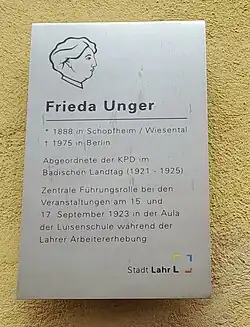 Frieda Unger
* 1888 in Schopfheim / Wiesental
† 1975 in Berlin
Abgeordnete der KPD im
Badischen Landtag (1921 - 1925)
Zentrale Führungsrolle bei den
Veranstaltungen am 15. und
17. September 1923 in der Aula
der Luisenschule während der
Lahrer Arbeitererhebung
Stadt Lahr L